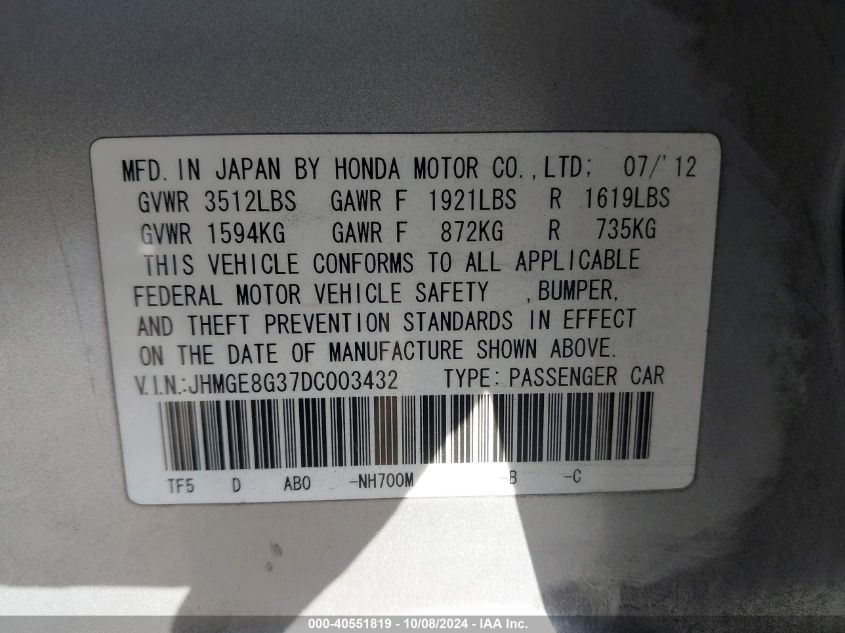 MFD. IN JAPAN BY HONDA MOTOR CO., LTD; 07/'12
GVWR 3512LBS GAWR F 1921LBS R 1619LBS
GVWR 1594KG GAWR F 872KG R 735KG
THIS VEHICLE CONFORMS TO ALL APPLICABLE
FEDERAL MOTOR VEHICLE SAFETY , BUMPER,
AND THEFT PREVENTION STANDARDS IN EFFECT
ON THE DATE OF MANUFACTURE SHOWN ABOVE.
V.I.N.:JHMGE8G37DC003432 TYPE: PASSENGER CAR
TF5 D AB0 -NH700M -B -C
000-40551819 - 10/08/2024 - IAA Inc.